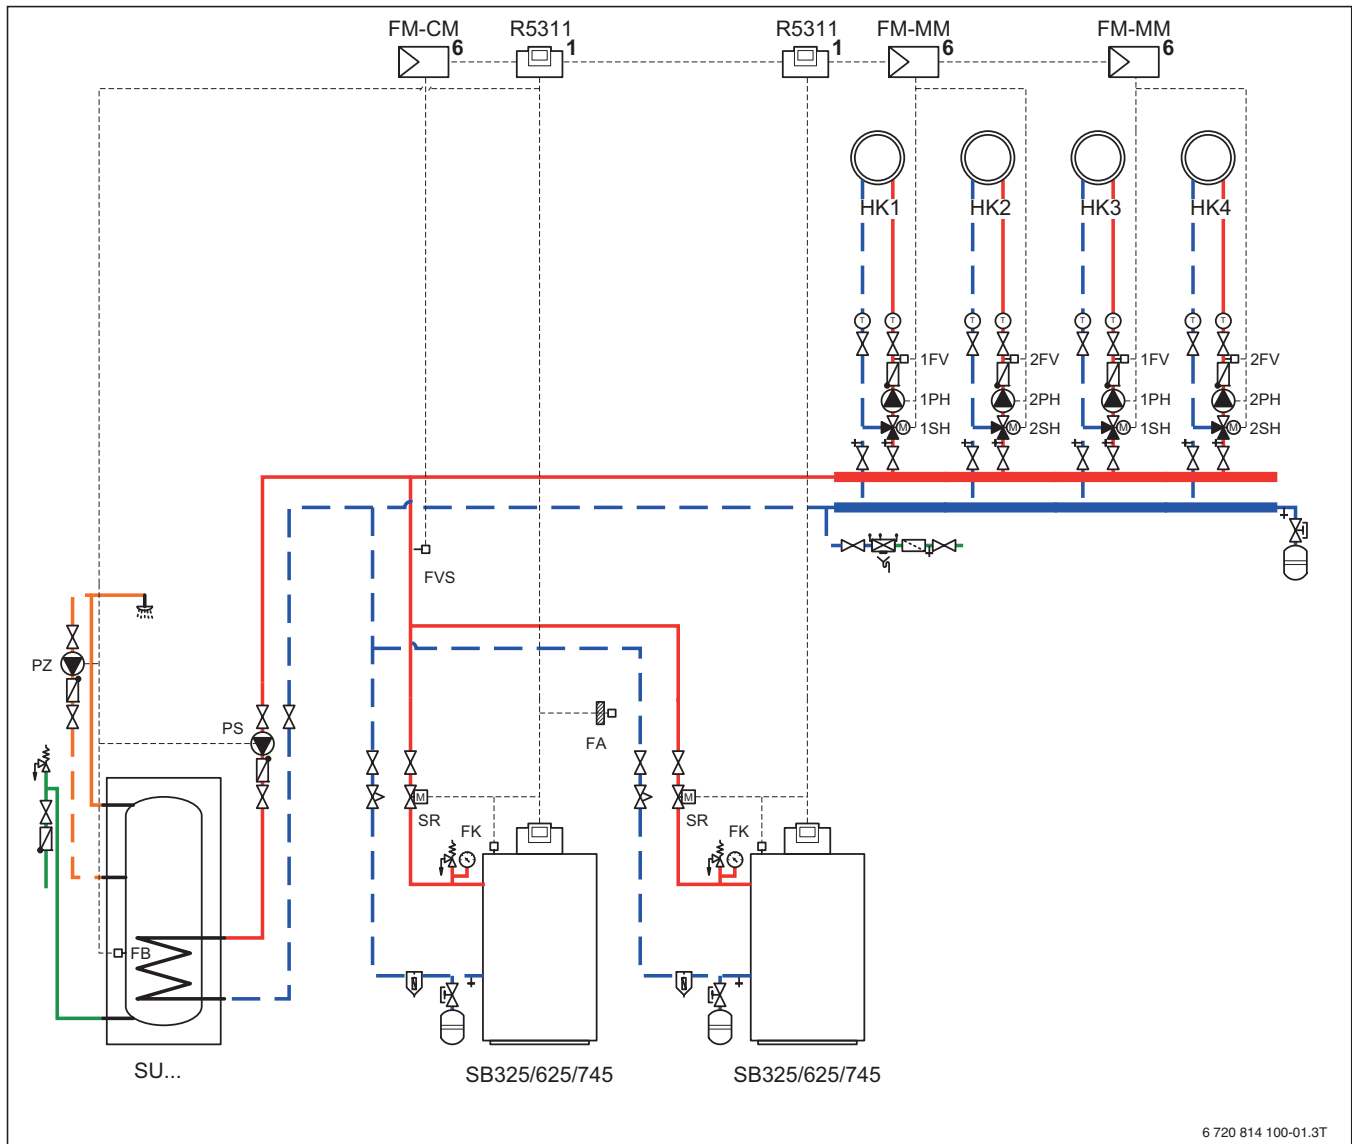 FM-CM
6
R5311
1
R5311
1
FM-MM
6
FM-MM
6
HK1
HK2
HK3
HK4
T
T
T
T
T
T
T
T
1FV
2FV
1FV
2FV
1PH
2PH
1PH
2PH
M
1SH
M
2SH
M
1SH
M
2SH
FVS
PZ
PS
FA
M
SR
FK
M
SR
FK
FB
SU...
SB325/625/745
SB325/625/745
6 720 814 100-01.3T